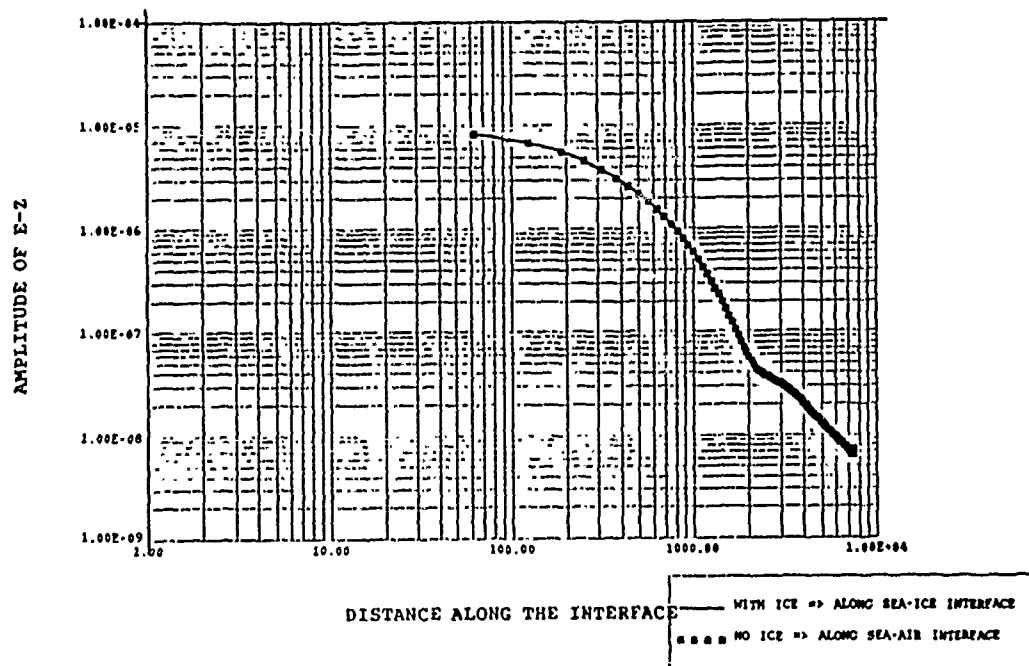 1.00E-04
1.00E-05
1.00E-06
1.00E-07
1.00E-08
1.00E-09
AMPLITUDE OF E-Z
1.00 10.00 100.00 1000.00 1.00E+04
DISTANCE ALONG THE INTERFACE
WITH ICE => ALONG SEA-ICE INTERFACE
NO ICE => ALONG SEA-AIR INTERFACE